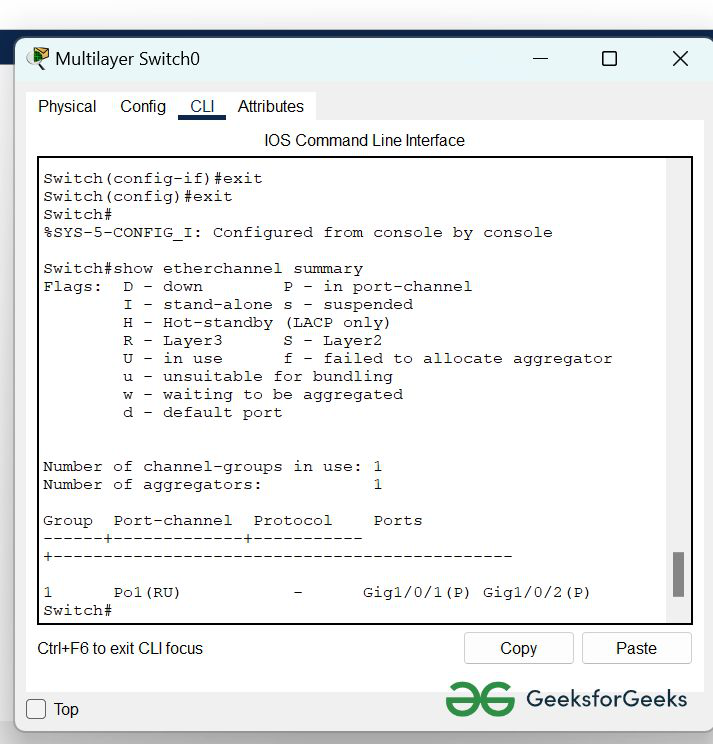 Multilayer Switch0
Physical Config CLI Attributes
IOS Command Line Interface
Switch(config-if)#exit
Switch(config)#exit
Switch#
%SYS-5-CONFIG_I: Configured from console by console
Switch#show etherchannel summary
Flags:  D - down        P - in port-channel
        I - stand-alone s - suspended
        H - Hot-standby (LACP only)
        R - Layer3      S - Layer2
        U - in use      f - failed to allocate aggregator
        u - unsuitable for bundling
        w - waiting to be aggregated
        d - default port
Number of channel-groups in use: 1
Number of aggregators:           1
Group  Port-channel  Protocol    Ports
------+-------------+-----------
+----------------------------------------------
1      Po1(RU)           -      Gig1/0/1(P) Gig1/0/2(P)
Switch#
Ctrl+F6 to exit CLI focus
Copy
Paste
Top
GeeksforGeeks